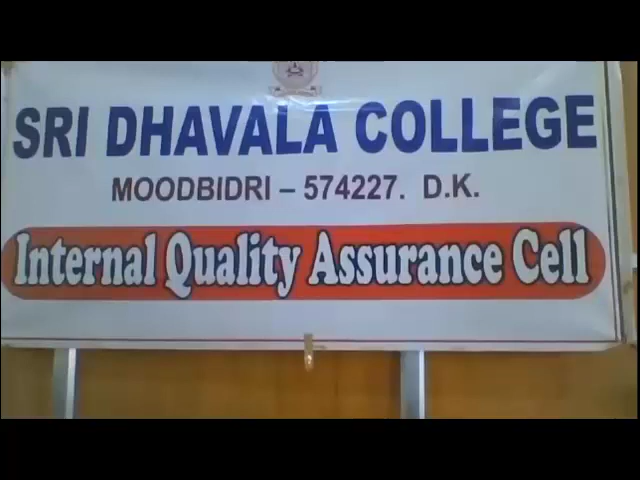 SRI DHAVALA COLLEGE
MOODBIDRI – 574227. D.K.
Internal Quality Assurance Cell